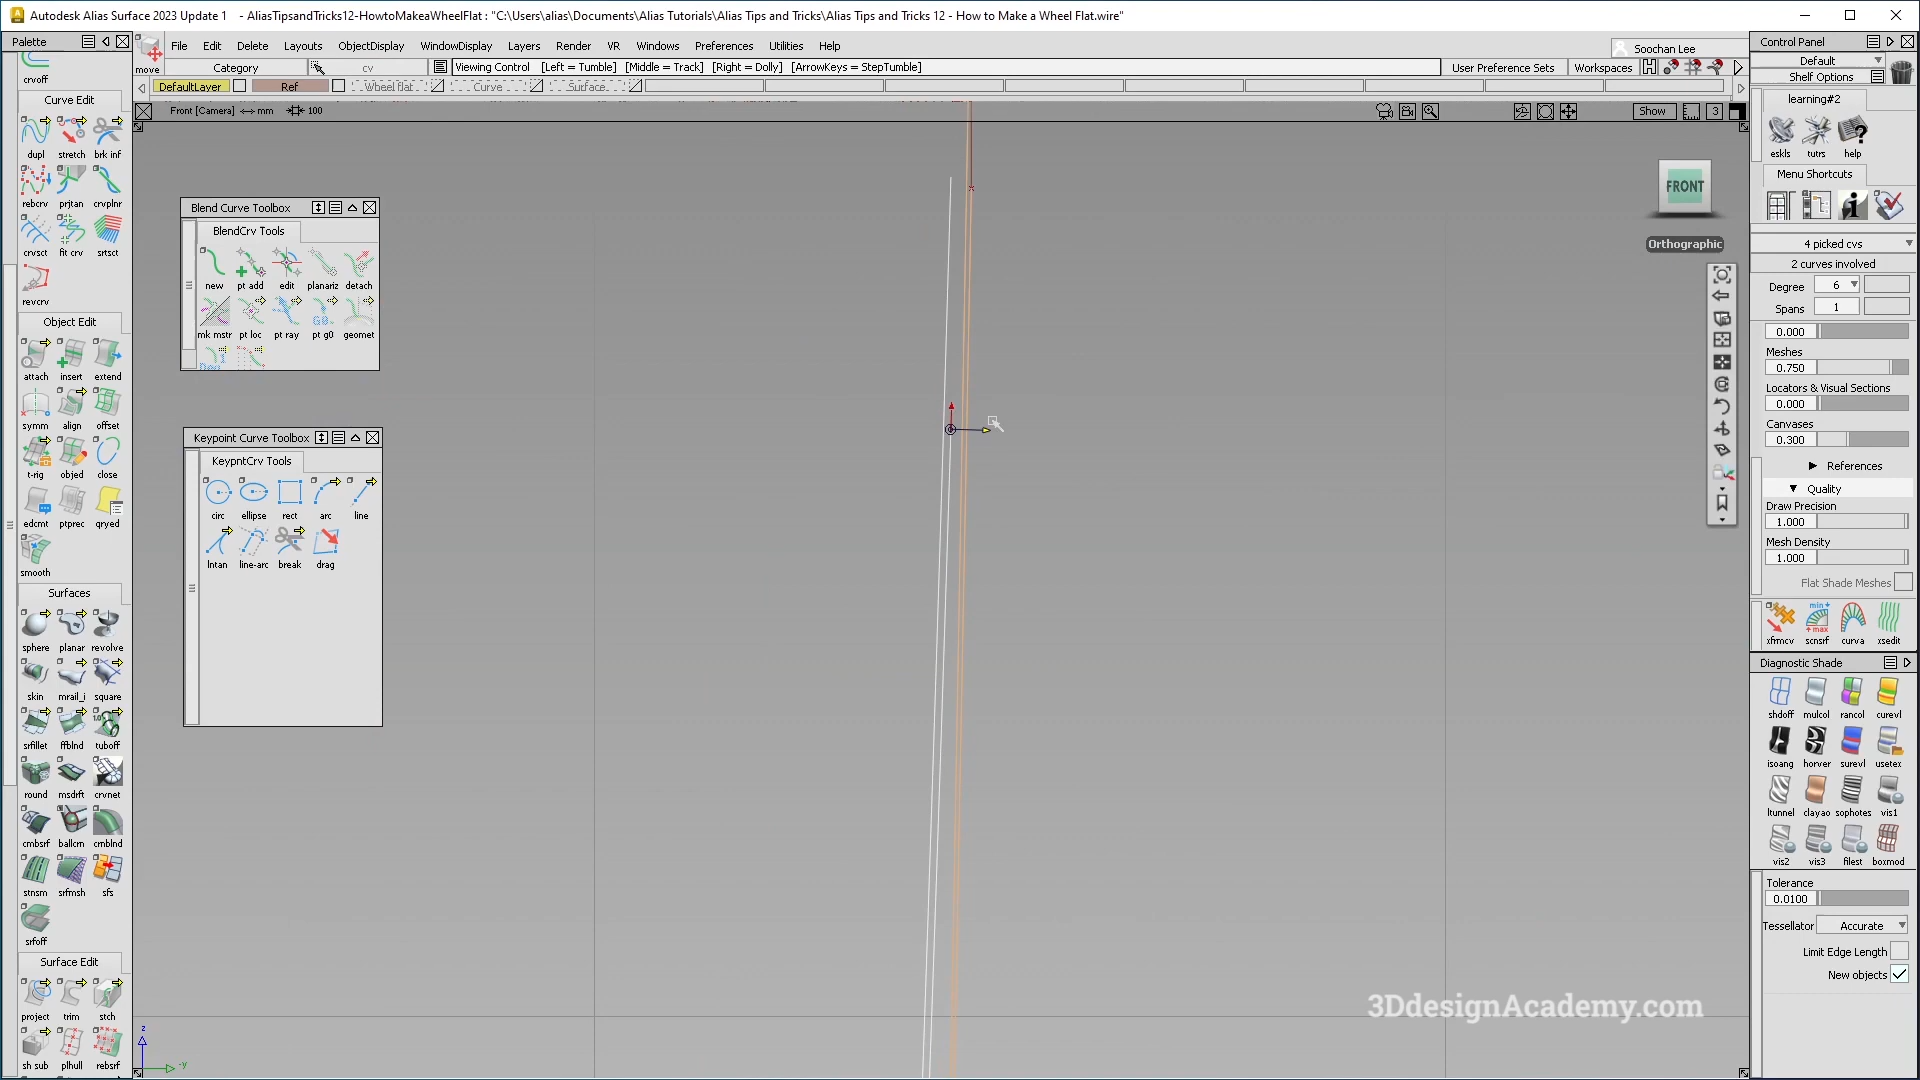 Autodesk Alias Surface 2023 Update 1 - AliasTipsandTricks12-HowtoMakeaWheelFlat : "C:\Users\alias\Documents\Alias Tutorials\Alias Tips and Tricks\Alias Tips and Tricks 12 - How to Make a Wheel Flat.wire"
Palette
move
File Edit Delete Layouts ObjectDisplay WindowDisplay Layers Render VR Windows Preferences Utilities Help
Soochan Lee
Category
cv
Viewing Control [Left = Tumble] [Middle = Track] [Right = Dolly] [ArrowKeys = StepTumble]
User Preference Sets
Workspaces
DefaultLayer
Ref
Wheel flat
Curve
Surface
Front [Camera] <-> mm
100
Show
3
FRONT
Orthographic
crvoff
Curve Edit
dupl stretch brk inf
rebcrv prjtan crvplnr
crvsct fit crv srtsct
revcrv
Object Edit
attach insert extend
symm align offset
t-rig objed close
edcmt ptprec qryed
smooth
Surfaces
sphere planar revolve
skin mrail_i square
srfillet ffblnd tuboff
round msdrft crvnet
cmbsrf ballcrn crnblnd
stnsrn srfmsh sfs
srfoff
Surface Edit
project trim stch
sh sub plhull rebsrf
Blend Curve Toolbox
BlendCrv Tools
new pt add edit planariz detach
mk mstr pt loc pt ray pt g0 geomet
Keypoint Curve Toolbox
KeypntCrv Tools
circ ellipse rect arc line
lntan line-arc break drag
z
-y
Control Panel
Default
Shelf Options
learning#2
eskls tutrs help
Menu Shortcuts
4 picked cvs
2 curves involved
Degree 6
Spans 1
0.000
Meshes
0.750
Locators & Visual Sections
0.000
Canvases
0.300
References
Quality
Draw Precision
1.000
Mesh Density
1.000
Flat Shade Meshes
xfrmcv scnsrf curva xsedit
Diagnostic Shade
shdoff mulcol rancol curevl
isoang horver surevl usetex
ltunnel clayao sophotes vis1
vis2 vis3 filest boxmod
Tolerance
0.0100
Tessellator Accurate
Limit Edge Length
New objects
3DdesignAcademy.com